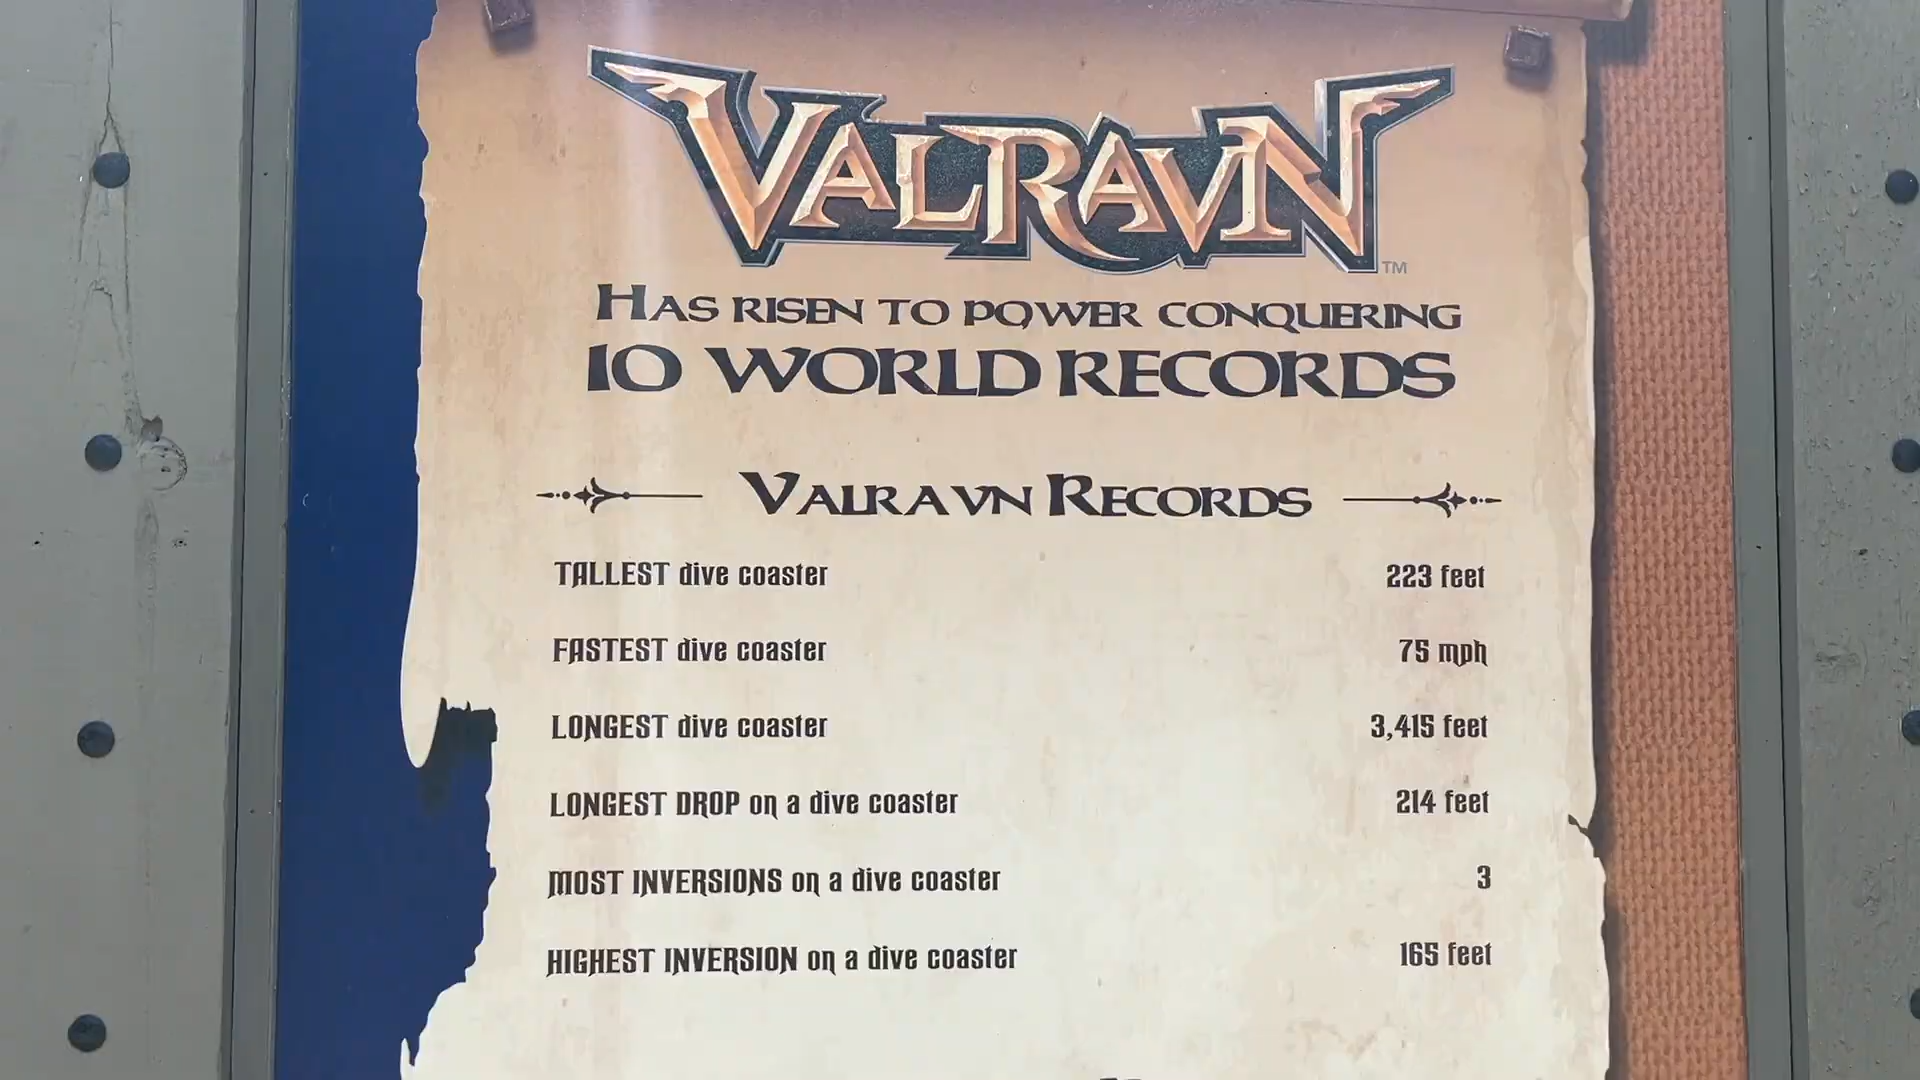 VALRAVN™
HAS RISEN TO POWER CONQUERING
10 WORLD RECORDS
VALRAVN RECORDS
TALLEST dive coaster 223 feet
FASTEST dive coaster 75 mph
LONGEST dive coaster 3,415 feet
LONGEST DROP on a dive coaster 214 feet
MOST INVERSIONS on a dive coaster 3
HIGHEST INVERSION on a dive coaster 165 feet